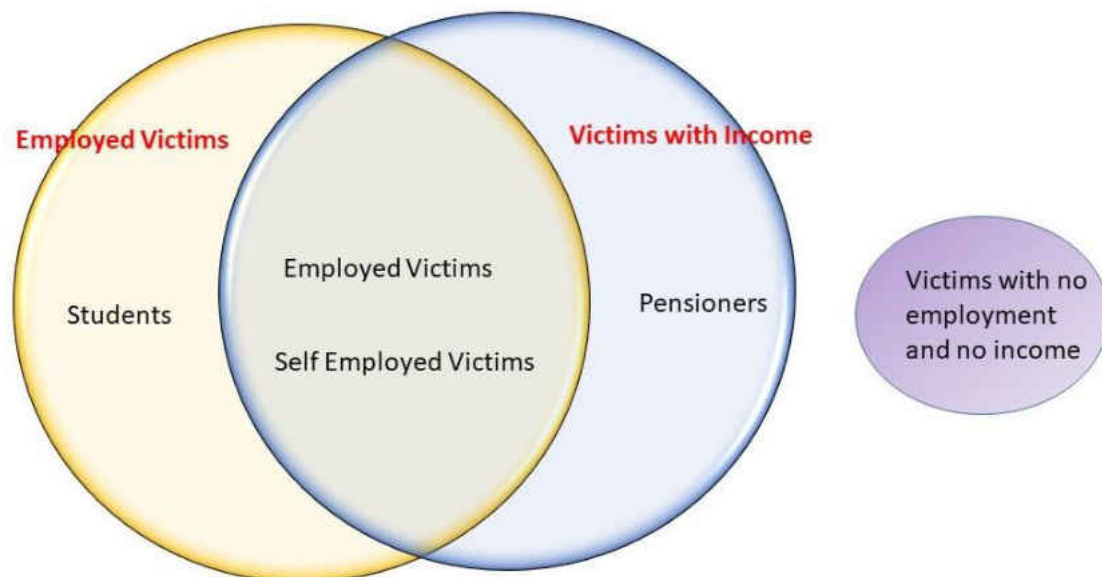 Employed Victims
Victims with Income
Employed Victims
Students
Pensioners
Self Employed Victims
Victims with no
employment
and no income